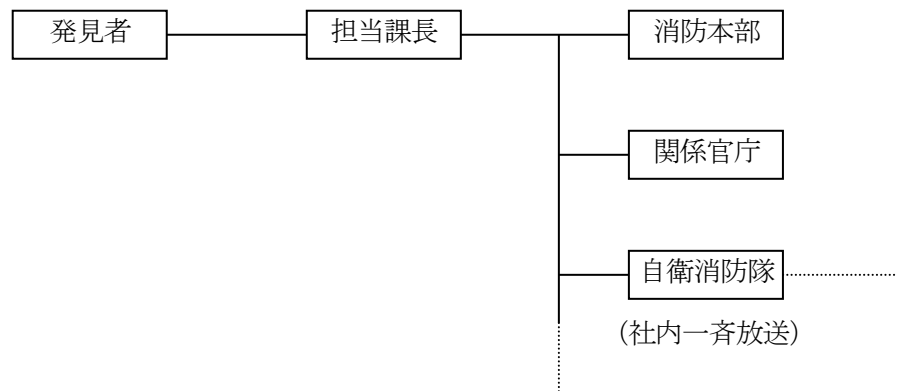 発見者
担当課長
消防本部
関係官庁
自衛消防隊
(社内一斉放送)